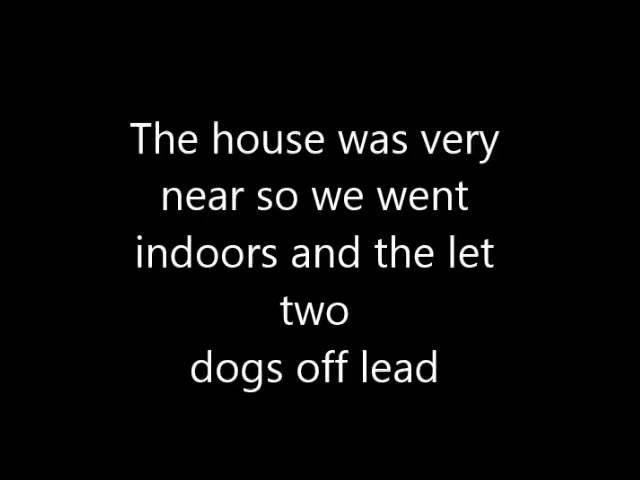 The house was very
near so we went
indoors and the let
two
dogs off lead